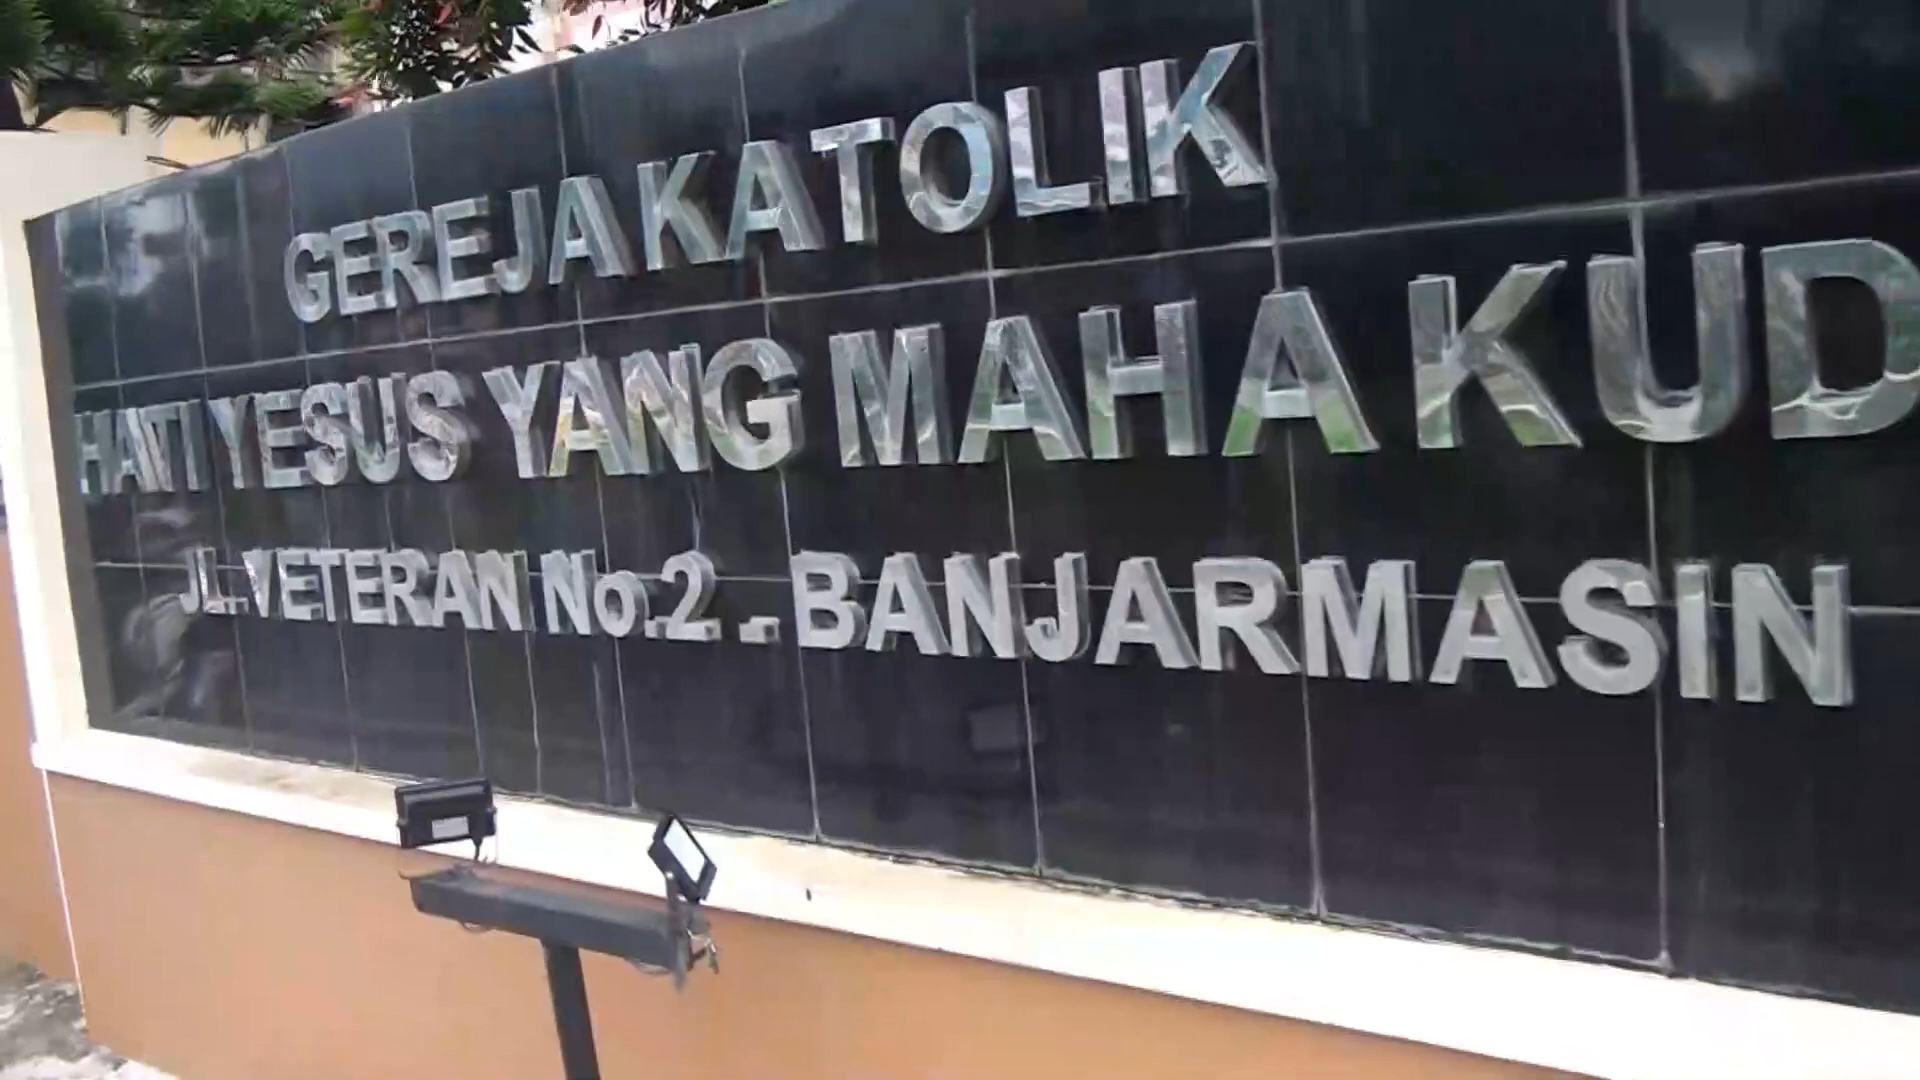 GEREJA KATOLIK
HATI YESUS YANG MAHA KUD
JL. VETERAN No.2 - BANJARMASIN